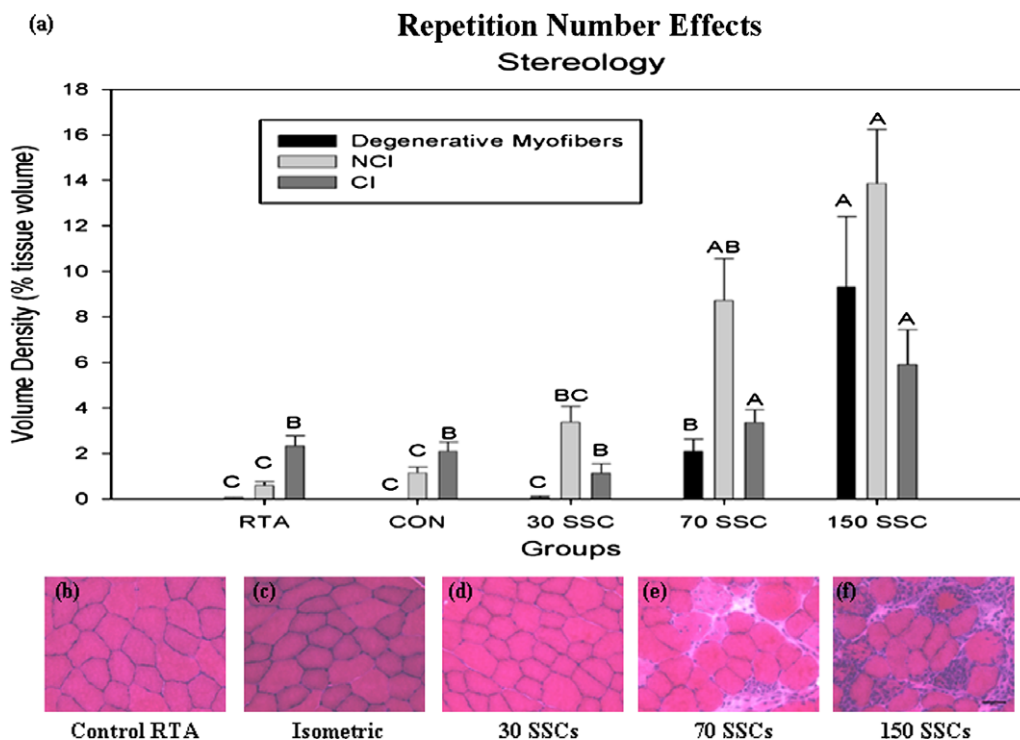 (a)
Repetition Number Effects
Stereology
Volume Density (% tissue volume)
18
16
14
12
10
8
6
4
2
0
Degenerative Myofibers
NCI
CI
C C B
C C B
C BC B
B AB A
A A A
RTA CON 30 SSC 70 SSC 150 SSC
Groups
(b) (c) (d) (e) (f)
Control RTA Isometric 30 SSCs 70 SSCs 150 SSCs